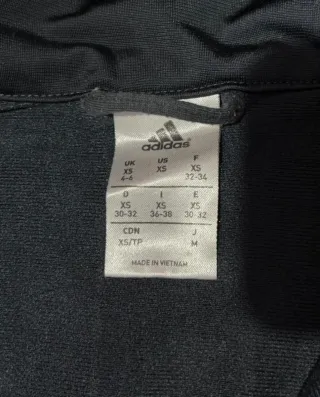 adidas
UK US F
XS XS XS
4-6 32-34
D I E
XS XS XS
30-32 36-38 30-32
CDN J
XS/TP M
MADE IN VIETNAM